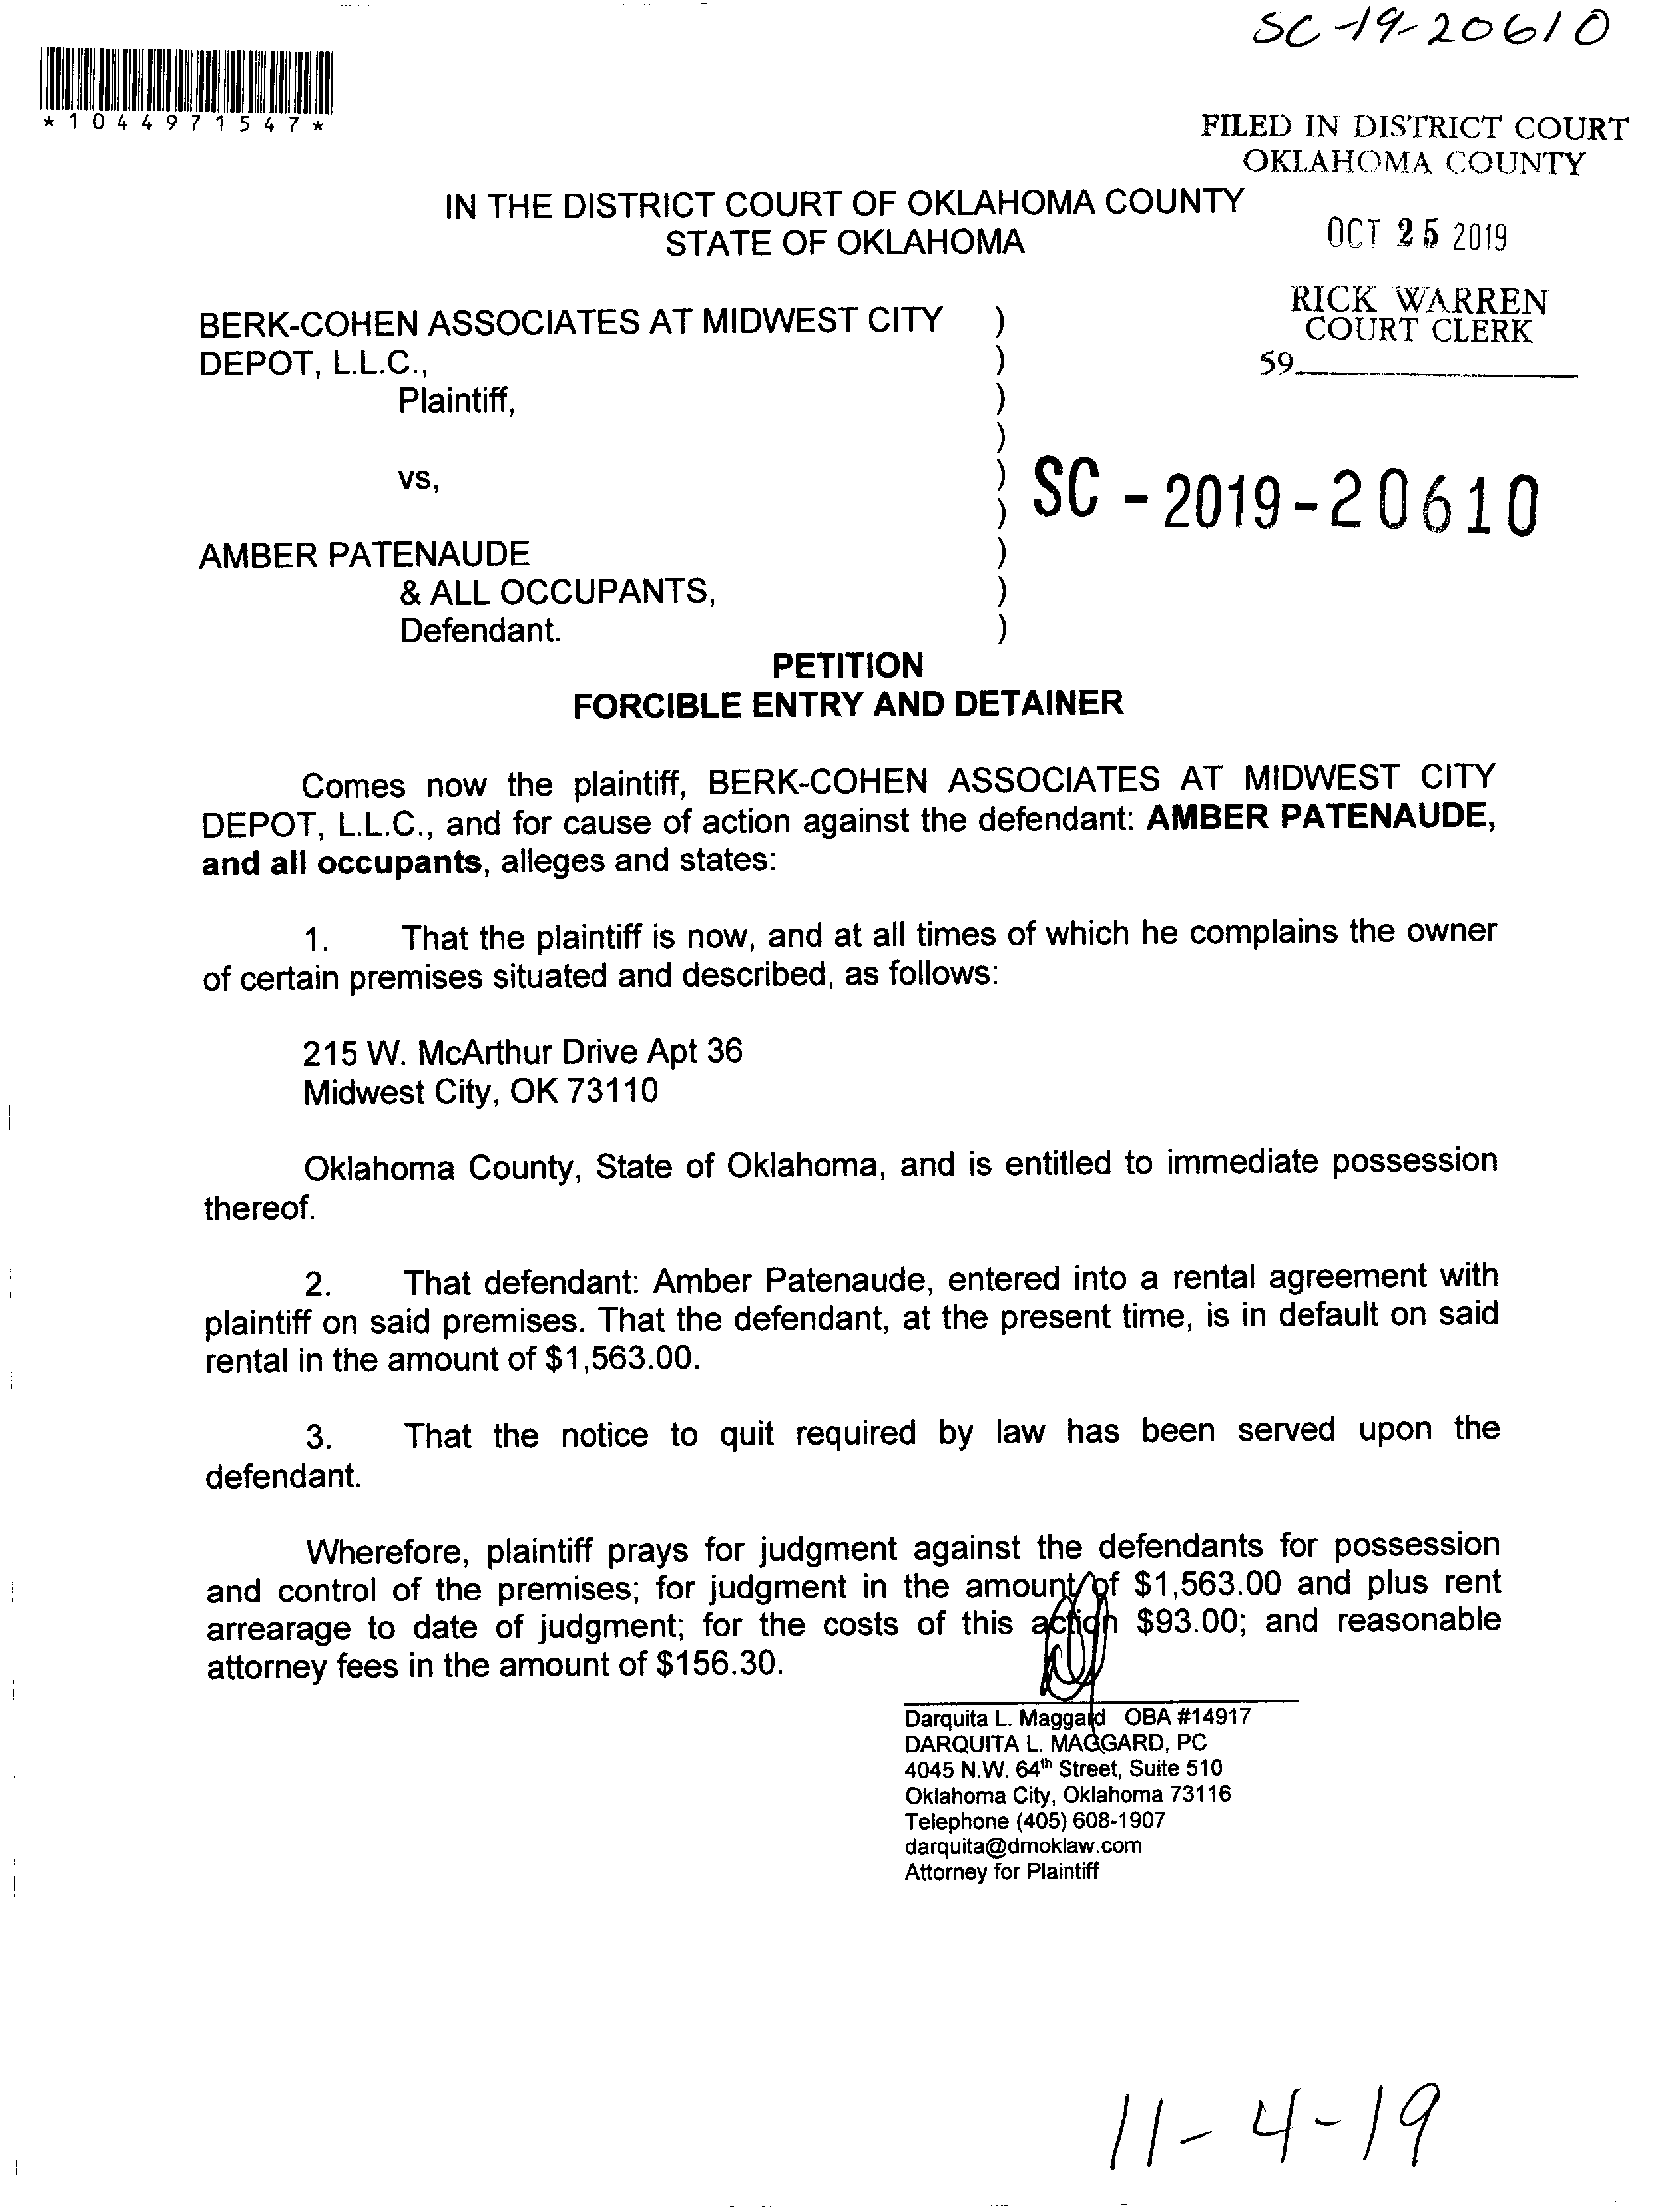 SC-19-20610
*1044971547*
FILED IN DISTRICT COURT
OKLAHOMA COUNTY
IN THE DISTRICT COURT OF OKLAHOMA COUNTY
STATE OF OKLAHOMA
OCT 25 2019
RICK WARREN
COURT CLERK
59
BERK-COHEN ASSOCIATES AT MIDWEST CITY )
DEPOT, L.L.C., )
Plaintiff, )
)
vs, )
)
SC - 2019-20610
AMBER PATENAUDE )
& ALL OCCUPANTS, )
Defendant. )
PETITION
FORCIBLE ENTRY AND DETAINER
Comes now the plaintiff, BERK-COHEN ASSOCIATES AT MIDWEST CITY
DEPOT, L.L.C., and for cause of action against the defendant: AMBER PATENAUDE,
and all occupants, alleges and states:
1. That the plaintiff is now, and at all times of which he complains the owner
of certain premises situated and described, as follows:
215 W. McArthur Drive Apt 36
Midwest City, OK 73110
Oklahoma County, State of Oklahoma, and is entitled to immediate possession
thereof.
2. That defendant: Amber Patenaude, entered into a rental agreement with
plaintiff on said premises. That the defendant, at the present time, is in default on said
rental in the amount of $1,563.00.
3. That the notice to quit required by law has been served upon the
defendant.
Wherefore, plaintiff prays for judgment against the defendants for possession
and control of the premises; for judgment in the amount of $1,563.00 and plus rent
arrearage to date of judgment; for the costs of this action $93.00; and reasonable
attorney fees in the amount of $156.30.
Darquita L. Maggard OBA #14917
DARQUITA L. MAGGARD, PC
4045 N.W. 64th Street, Suite 510
Oklahoma City, Oklahoma 73116
Telephone (405) 608-1907
darquita@dmoklaw.com
Attorney for Plaintiff
11-4-19